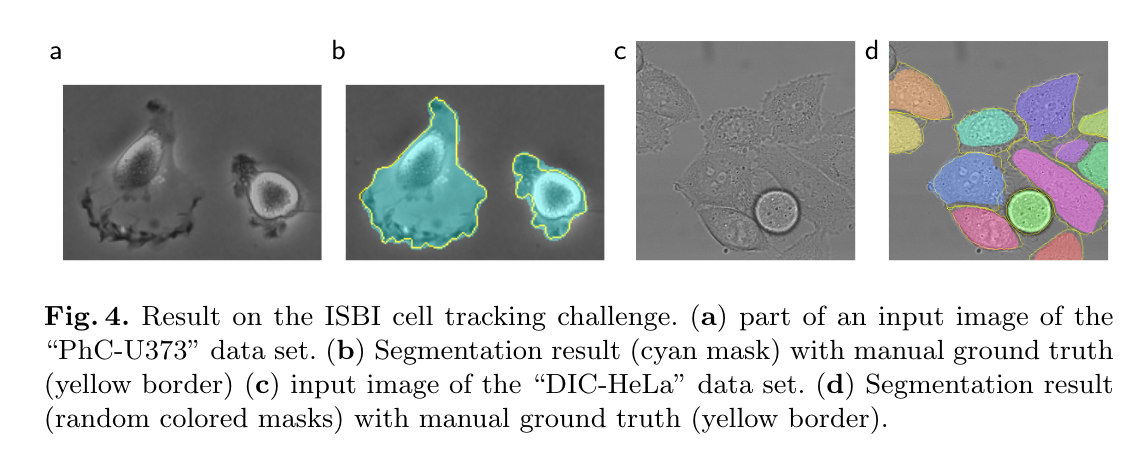 a
b
c
d
Fig. 4. Result on the ISBI cell tracking challenge. (a) part of an input image of the
“PhC-U373” data set. (b) Segmentation result (cyan mask) with manual ground truth
(yellow border) (c) input image of the “DIC-HeLa” data set. (d) Segmentation result
(random colored masks) with manual ground truth (yellow border).